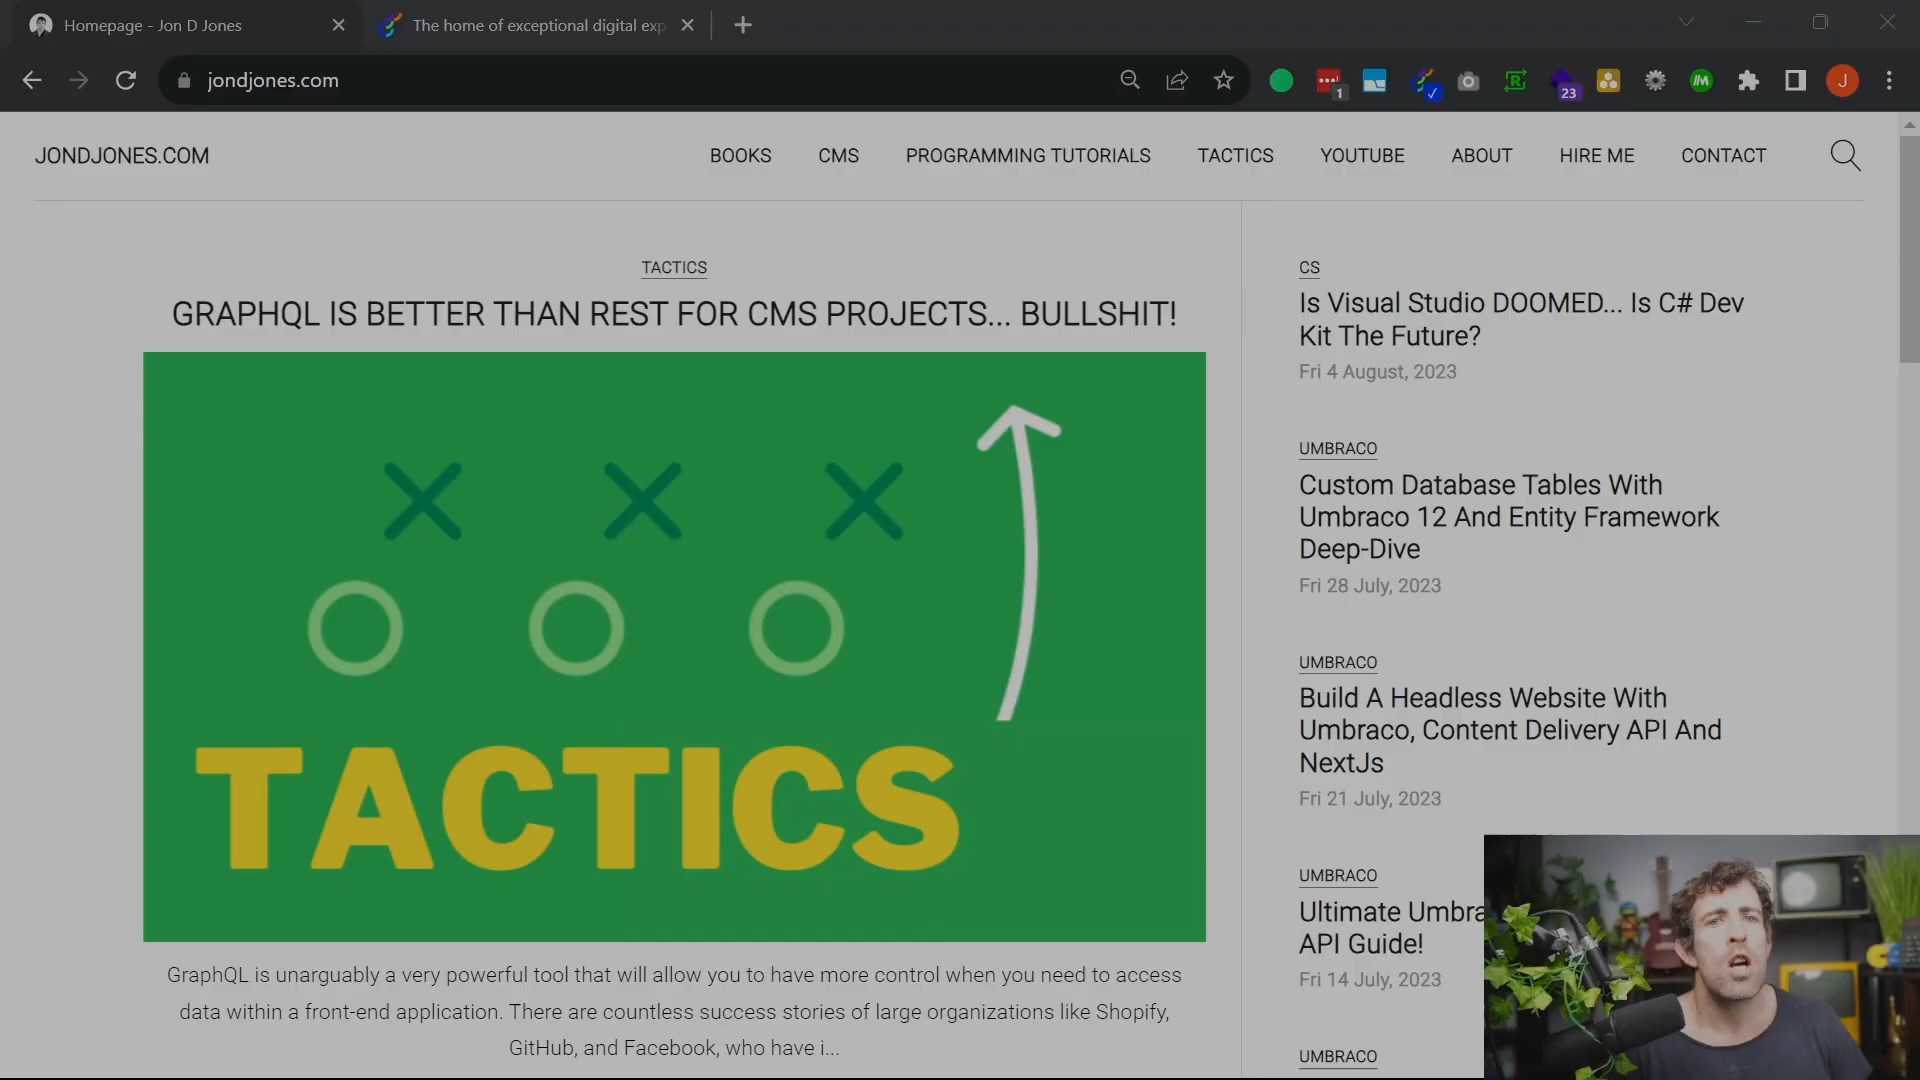 Homepage - Jon D Jones
The home of exceptional digital exp
jondjones.com
1
23
J
JONDJONES.COM
BOOKS
CMS
PROGRAMMING TUTORIALS
TACTICS
YOUTUBE
ABOUT
HIRE ME
CONTACT
TACTICS
GRAPHQL IS BETTER THAN REST FOR CMS PROJECTS... BULLSHIT!
TACTICS
GraphQL is unarguably a very powerful tool that will allow you to have more control when you need to access
data within a front-end application. There are countless success stories of large organizations like Shopify,
GitHub, and Facebook, who have i...
CS
Is Visual Studio DOOMED... Is C# Dev
Kit The Future?
Fri 4 August, 2023
UMBRACO
Custom Database Tables With
Umbraco 12 And Entity Framework
Deep-Dive
Fri 28 July, 2023
UMBRACO
Build A Headless Website With
Umbraco, Content Delivery API And
NextJs
Fri 21 July, 2023
UMBRACO
Ultimate Umbra
API Guide!
Fri 14 July, 2023
UMBRACO